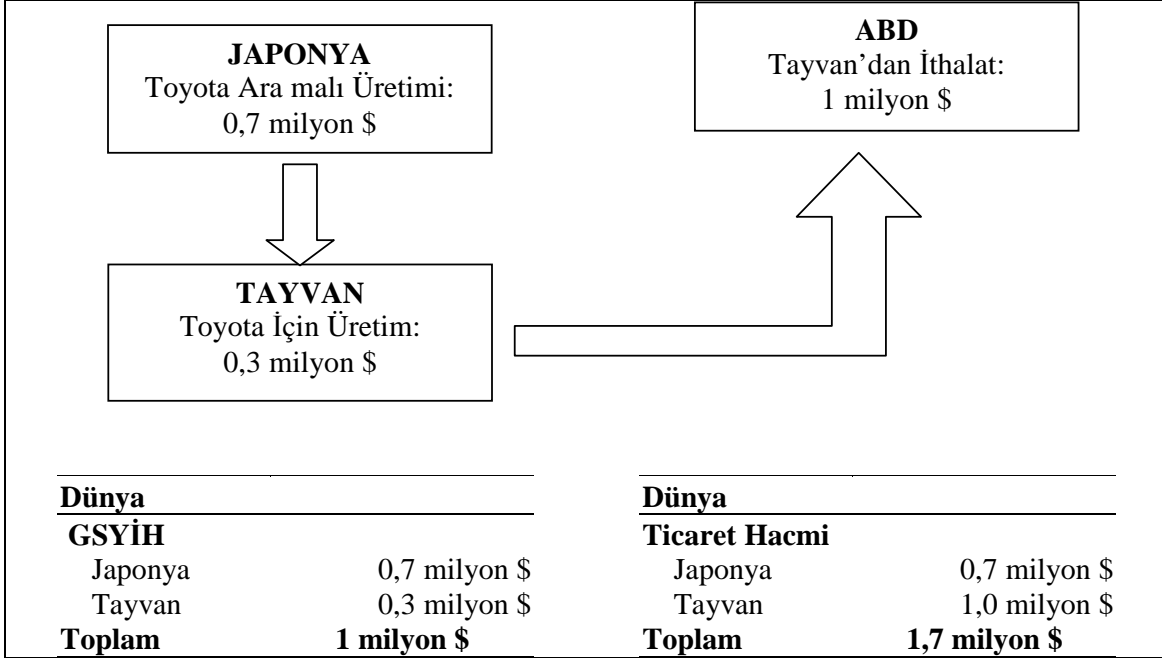 JAPONYA
Toyota Ara malı Üretimi:
0,7 milyon $
ABD
Tayvan’dan İthalat:
1 milyon $
TAYVAN
Toyota İçin Üretim:
0,3 milyon $
Dünya
GSYİH
Japonya 0,7 milyon $
Tayvan 0,3 milyon $
Toplam 1 milyon $
Dünya
Ticaret Hacmi
Japonya 0,7 milyon $
Tayvan 1,0 milyon $
Toplam 1,7 milyon $